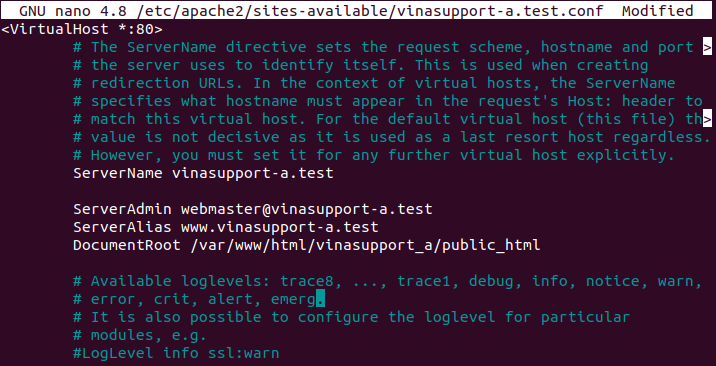 GNU nano 4.8 /etc/apache2/sites-available/vinasupport-a.test.conf Modified
<VirtualHost *:80>
# The ServerName directive sets the request scheme, hostname and port >
# the server uses to identify itself. This is used when creating
# redirection URLs. In the context of virtual hosts, the ServerName
# specifies what hostname must appear in the request's Host: header to
# match this virtual host. For the default virtual host (this file) th>
# value is not decisive as it is used as a last resort host regardless.
# However, you must set it for any further virtual host explicitly.
ServerName vinasupport-a.test
ServerAdmin webmaster@vinasupport-a.test
ServerAlias www.vinasupport-a.test
DocumentRoot /var/www/html/vinasupport_a/public_html
# Available loglevels: trace8, ..., trace1, debug, info, notice, warn,
# error, crit, alert, emerg.
# It is also possible to configure the loglevel for particular
# modules, e.g.
#LogLevel info ssl:warn